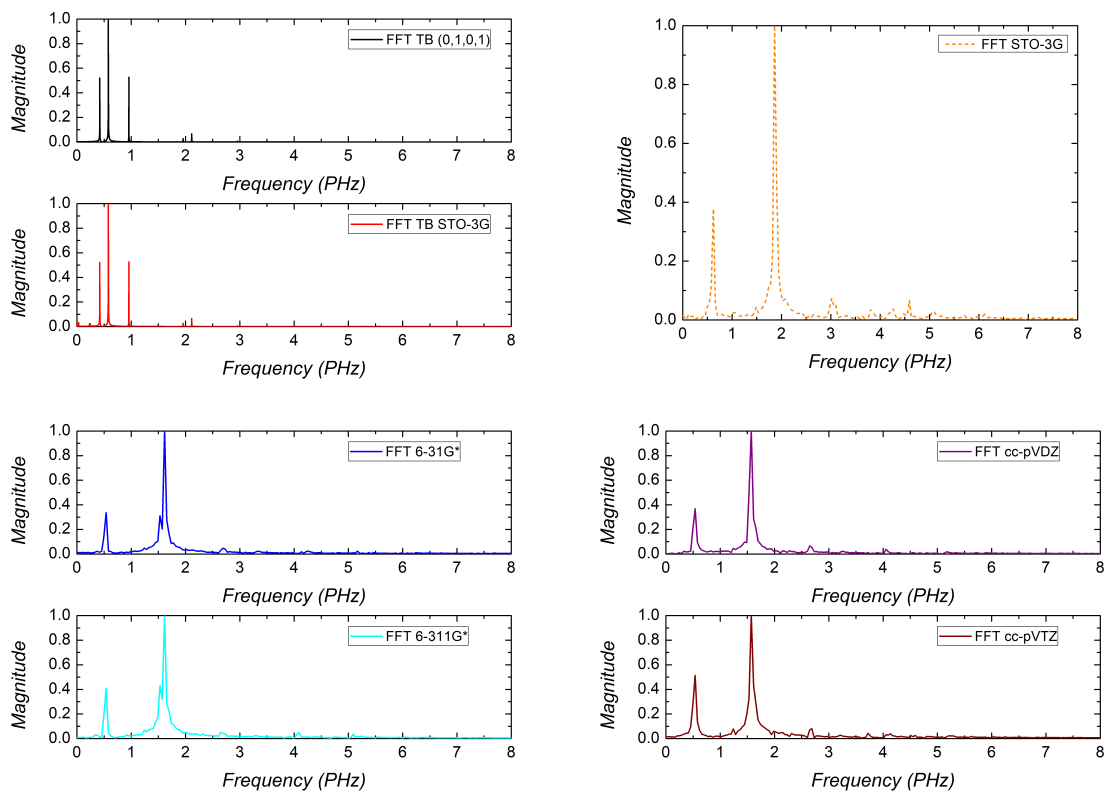 1.0
0.8
0.6
0.4
0.2
0.0
Magnitude
FFT TB (0,1,0,1)
0 1 2 3 4 5 6 7 8
Frequency (PHz)
1.0
0.8
0.6
0.4
0.2
0.0
Magnitude
FFT TB STO-3G
0 1 2 3 4 5 6 7 8
Frequency (PHz)
1.0
0.8
0.6
0.4
0.2
0.0
Magnitude
FFT STO-3G
0 1 2 3 4 5 6 7 8
Frequency (PHz)
1.0
0.8
0.6
0.4
0.2
0.0
Magnitude
FFT 6-31G*
0 1 2 3 4 5 6 7 8
Frequency (PHz)
1.0
0.8
0.6
0.4
0.2
0.0
Magnitude
FFT cc-pVDZ
0 1 2 3 4 5 6 7 8
Frequency (PHz)
1.0
0.8
0.6
0.4
0.2
0.0
Magnitude
FFT 6-311G*
0 1 2 3 4 5 6 7 8
Frequency (PHz)
1.0
0.8
0.6
0.4
0.2
0.0
Magnitude
FFT cc-pVTZ
0 1 2 3 4 5 6 7 8
Frequency (PHz)